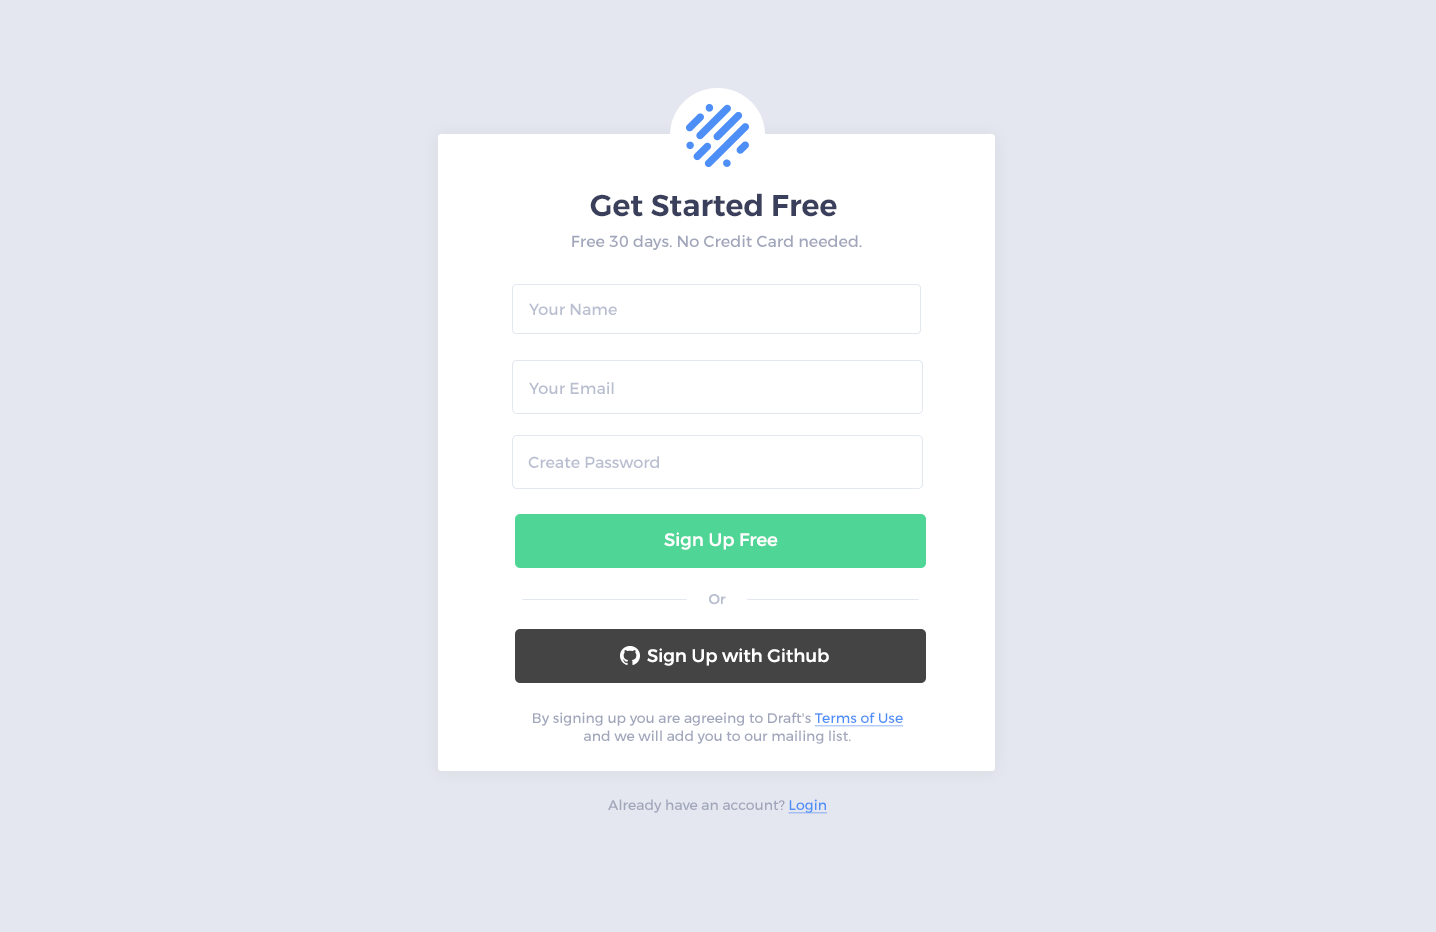 Get Started Free
Free 30 days. No Credit Card needed.
Your Name
Your Email
Create Password
Sign Up Free
Or
Sign Up with Github
By signing up you are agreeing to Draft's Terms of Use
and we will add you to our mailing list.
Already have an account? Login